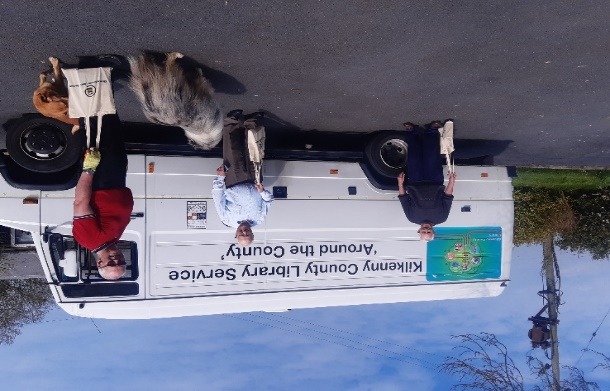 Kilkenny County Library Service
'Around the County'